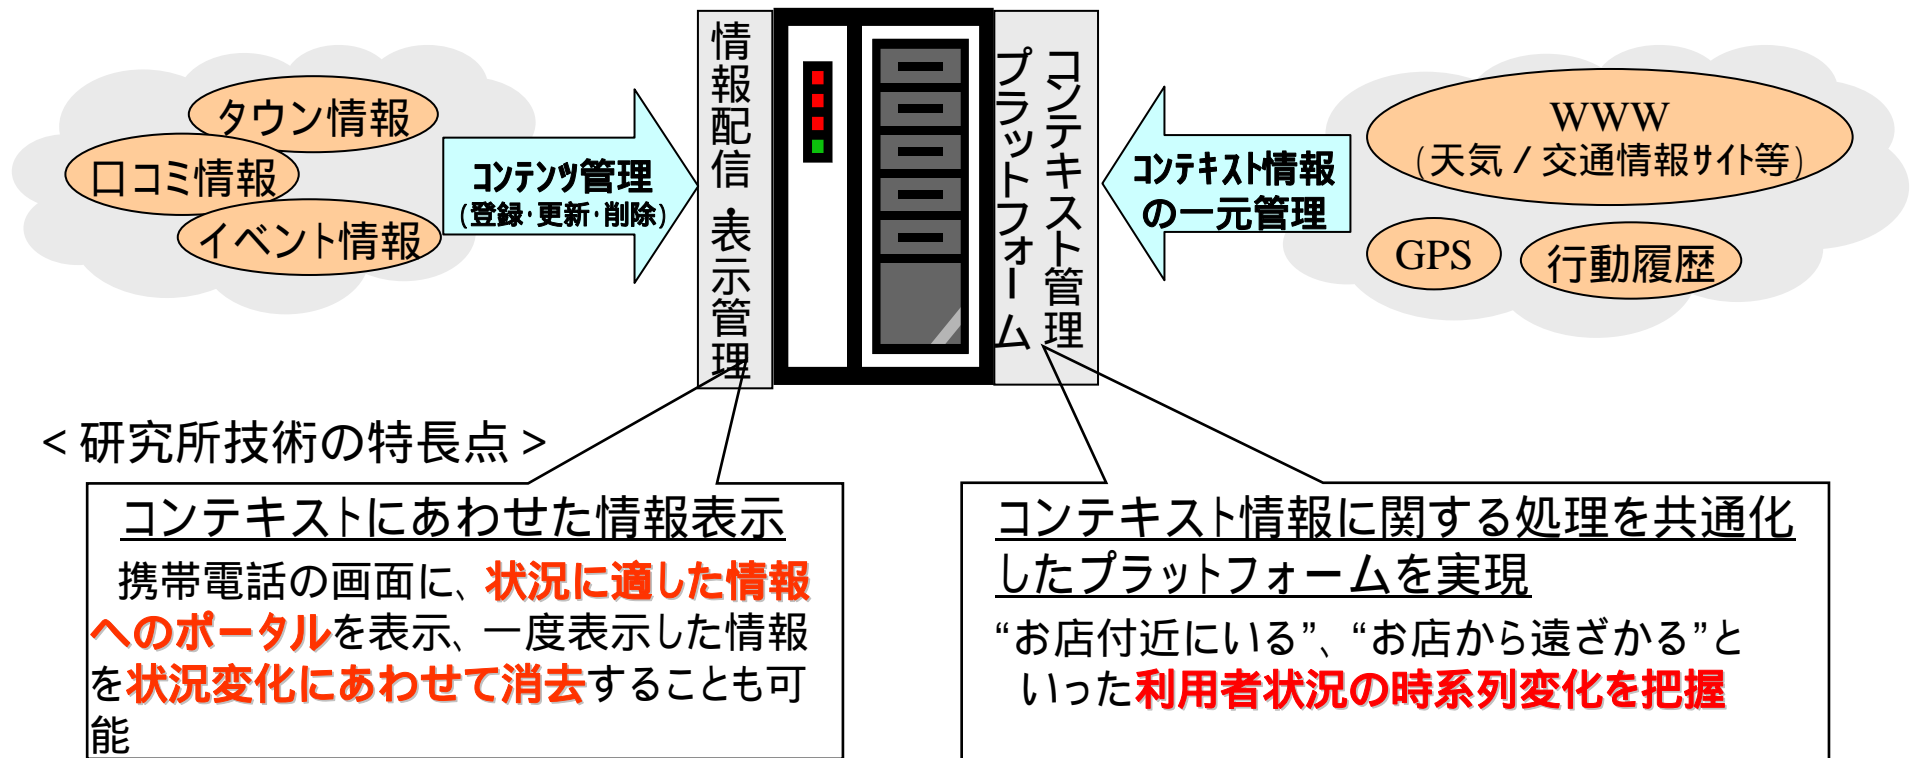 タウン情報
口コミ情報
イベント情報
コンテンツ管理
(登録・更新・削除)
情報配信・表示管理
コンテキスト管理
プラットフォーム
コンテキスト情報
の一元管理
WWW
(天気/交通情報サイト等)
GPS
行動履歴
<研究所技術の特長点>
コンテキストにあわせた情報表示
携帯電話の画面に、状況に適した情報
へのポータルを表示、一度表示した情報
を状況変化にあわせて消去することも可
能
コンテキスト情報に関する処理を共通化
したプラットフォームを実現
“お店付近にいる”、“お店から遠ざかる”と
いった利用者状況の時系列変化を把握